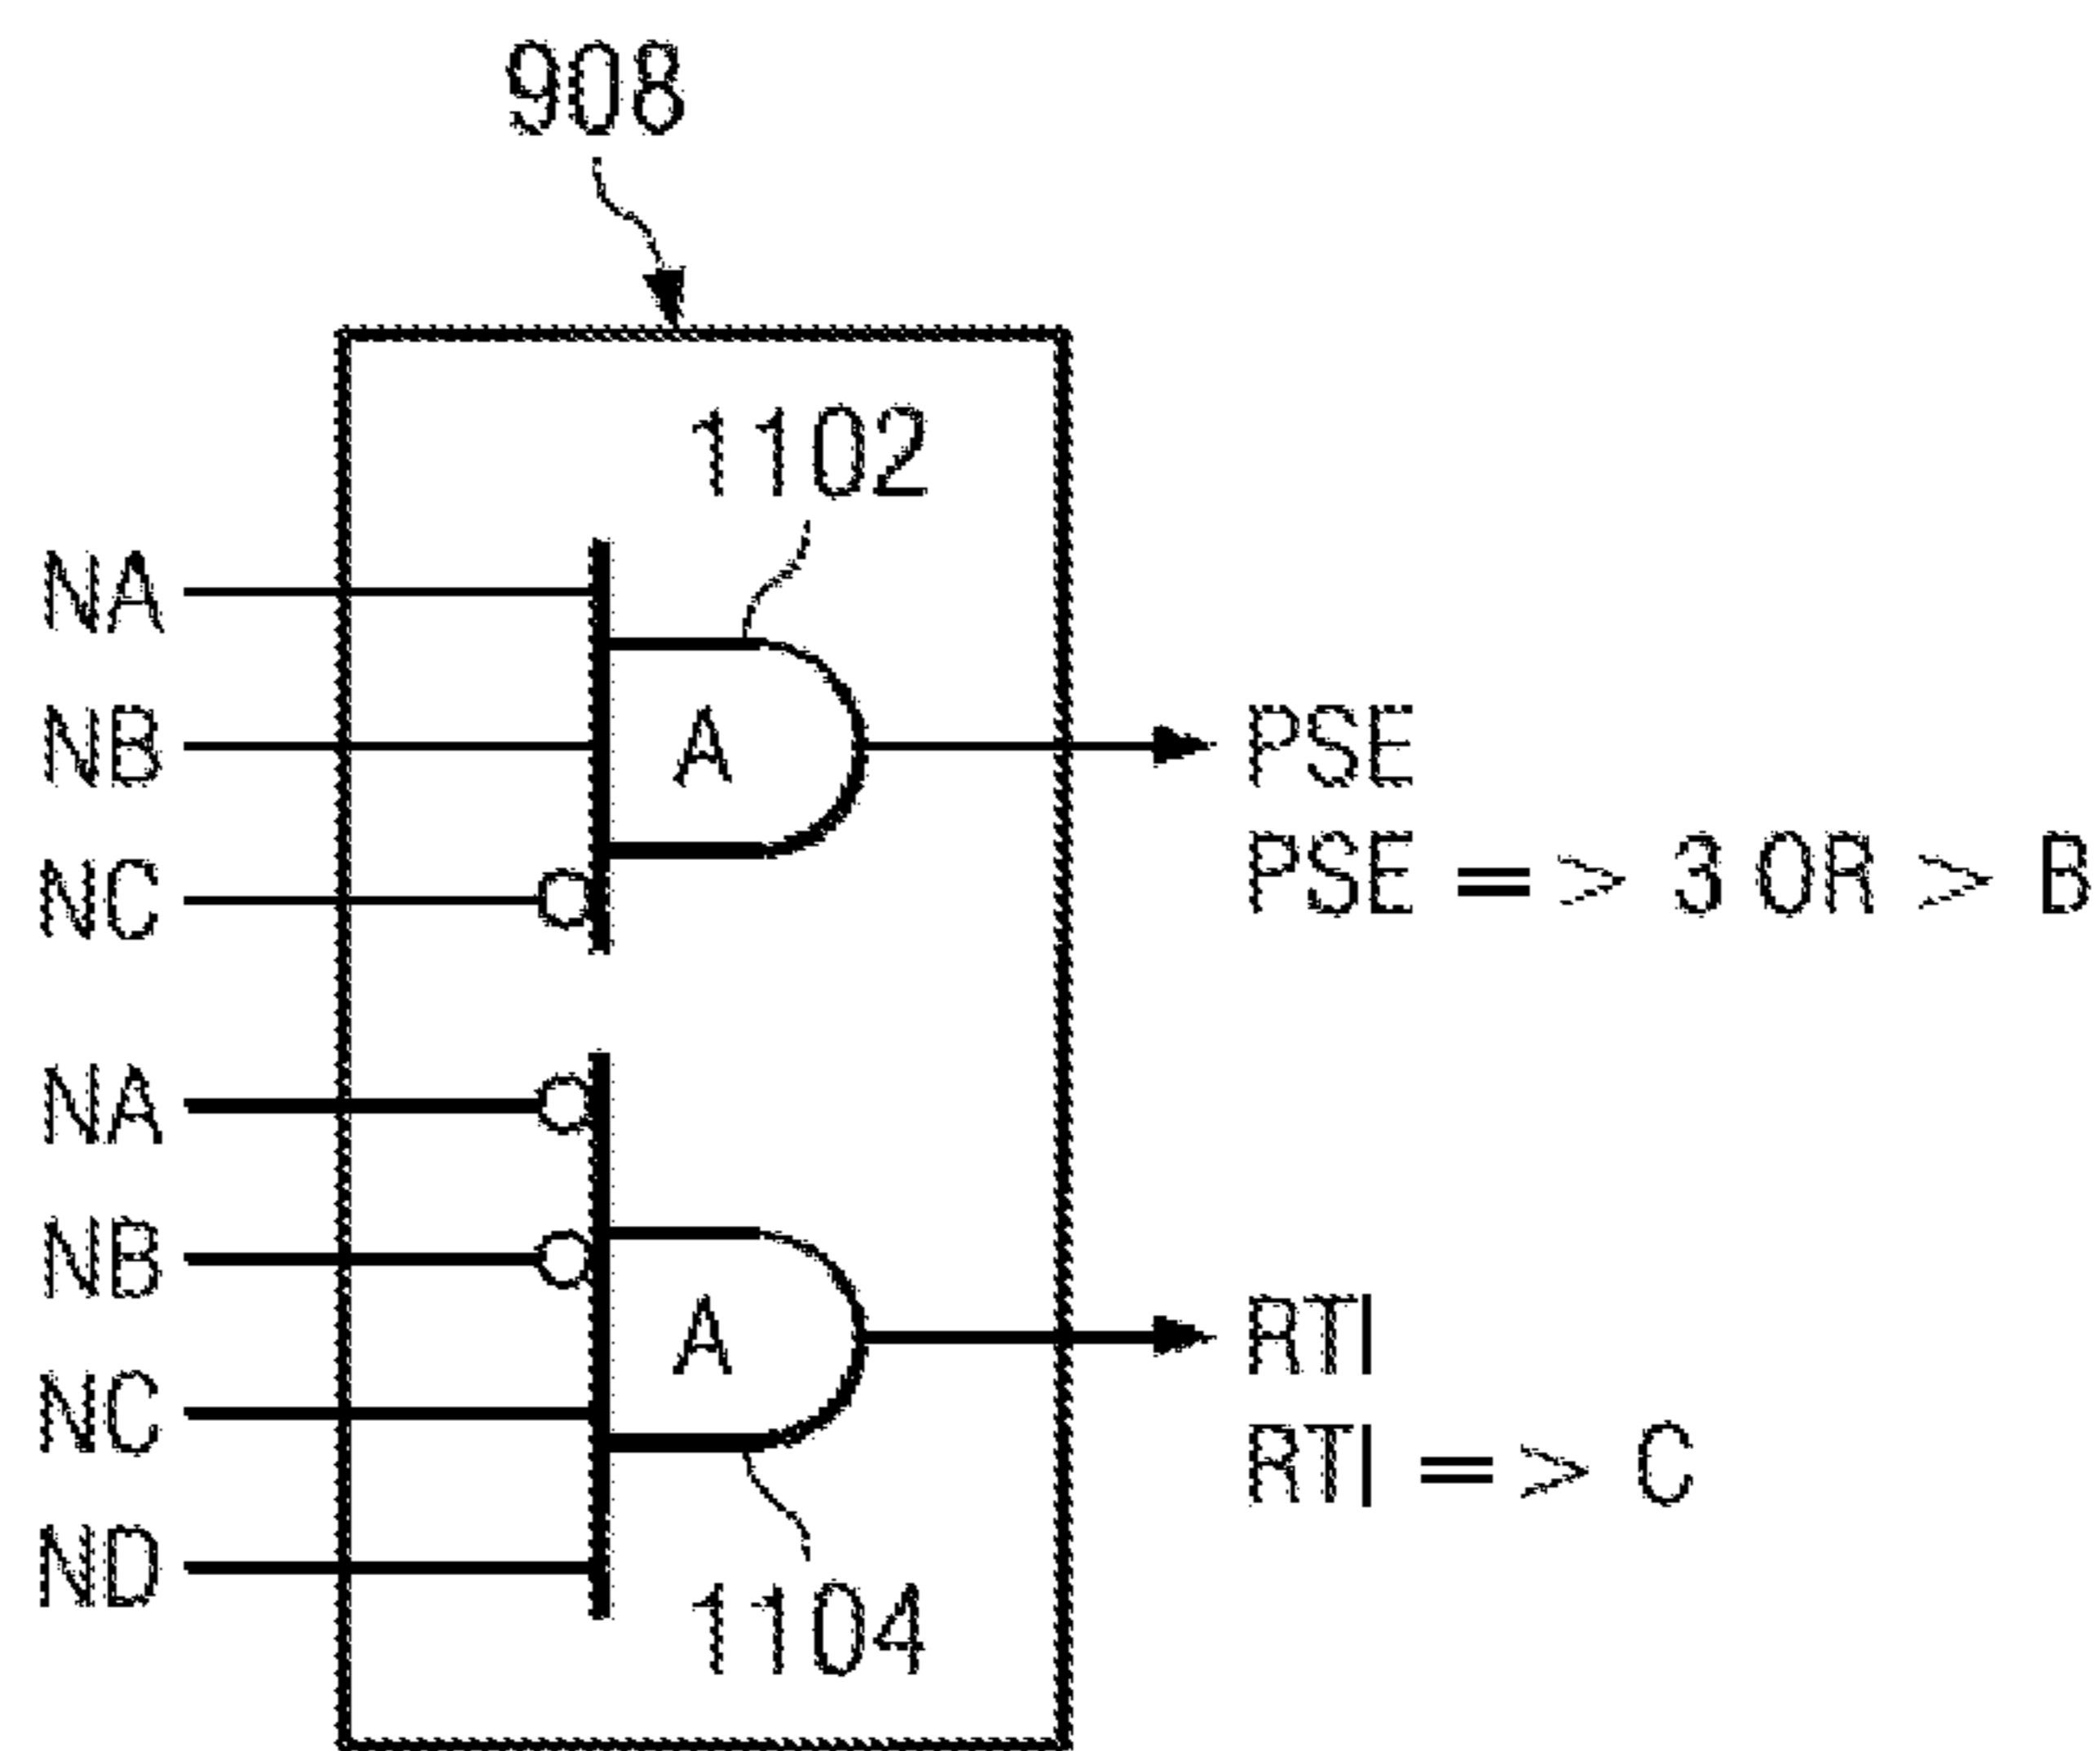 908
1102
NA
NB
A
PSE
NC
PSE => 3 OR > B
NA
NB
A
RTI
NC
RTI => C
ND
1104